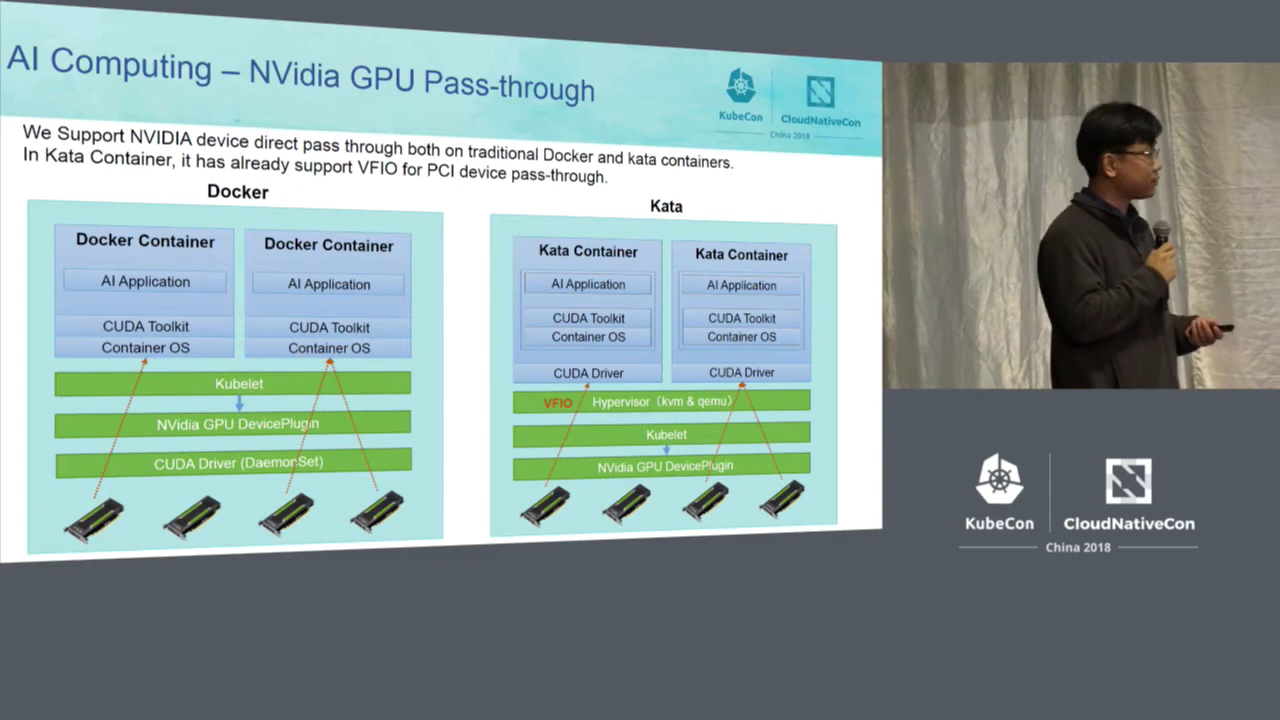 AI Computing – NVidia GPU Pass-through
KubeCon
CloudNativeCon
China 2018
We Support NVIDIA device direct pass through both on traditional Docker and kata containers.
In Kata Container, it has already support VFIO for PCI device pass-through.
Docker
Docker Container
AI Application
CUDA Toolkit
Container OS
Docker Container
AI Application
CUDA Toolkit
Container OS
Kubelet
NVidia GPU DevicePlugin
CUDA Driver (DaemonSet)
Kata
Kata Container
AI Application
CUDA Toolkit
Container OS
CUDA Driver
Kata Container
AI Application
CUDA Toolkit
Container OS
CUDA Driver
VFIO Hypervisor（kvm & qemu）
Kubelet
NVidia GPU DevicePlugin
KubeCon
CloudNativeCon
China 2018